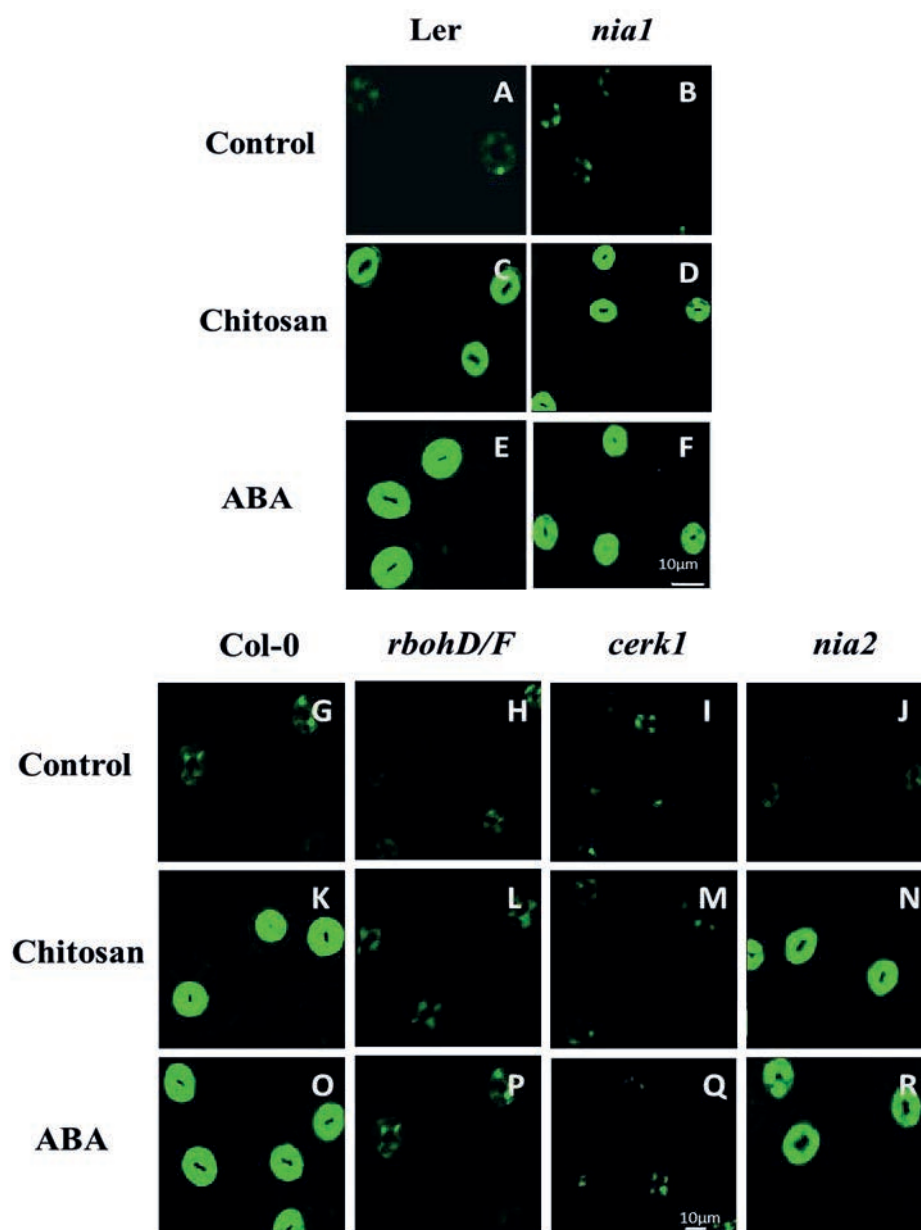 Ler nia1
Control A B
Chitosan C D
ABA E F
10μm
Col-0 rbohD/F cerk1 nia2
Control G H I J
Chitosan K L M N
ABA O P Q R
10μm